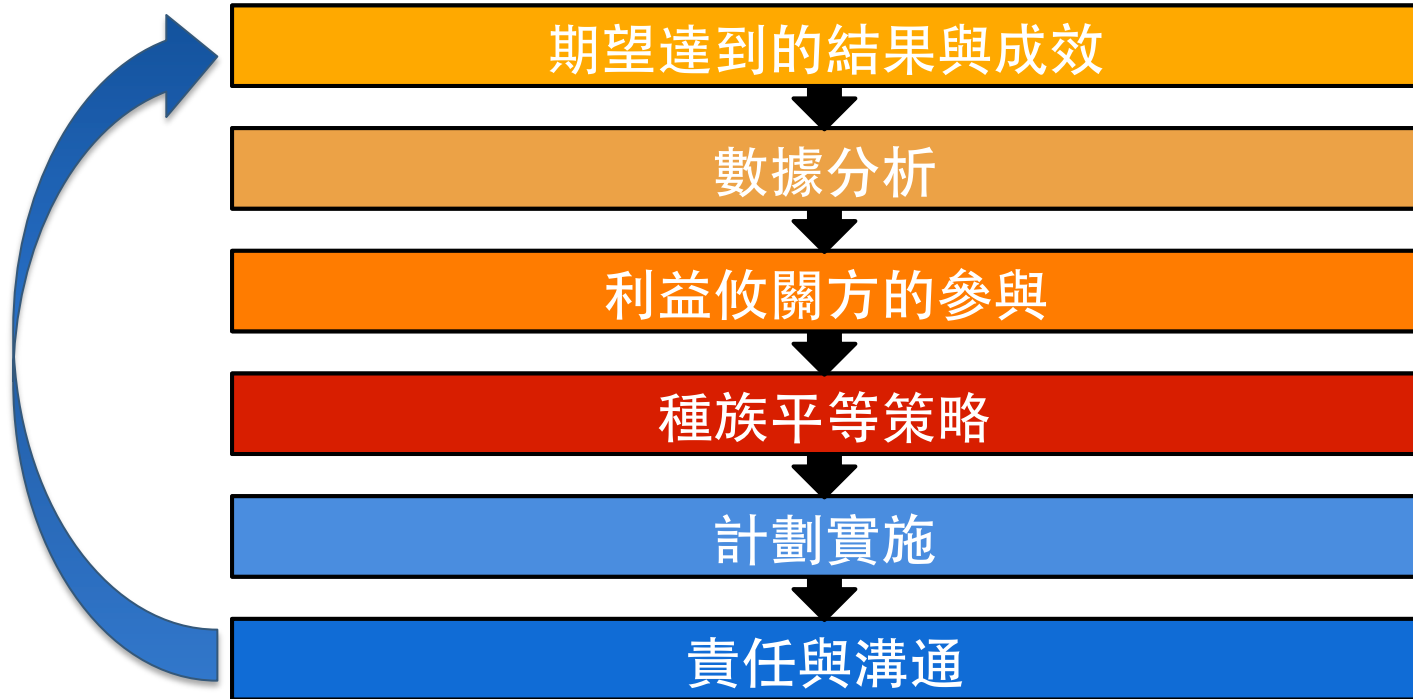 期望達到的結果與成效
數據分析
利益攸關方的參與
種族平等策略
計劃實施
責任與溝通